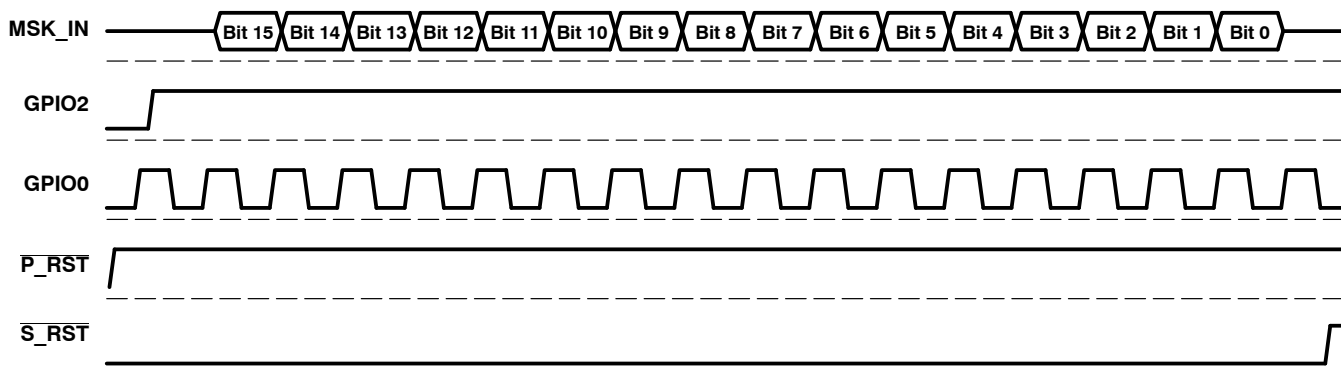 MSK_IN Bit 15 Bit 14 Bit 13 Bit 12 Bit 11 Bit 10 Bit 9 Bit 8 Bit 7 Bit 6 Bit 5 Bit 4 Bit 3 Bit 2 Bit 1 Bit 0
GPIO2
GPIO0
P_RST
S_RST